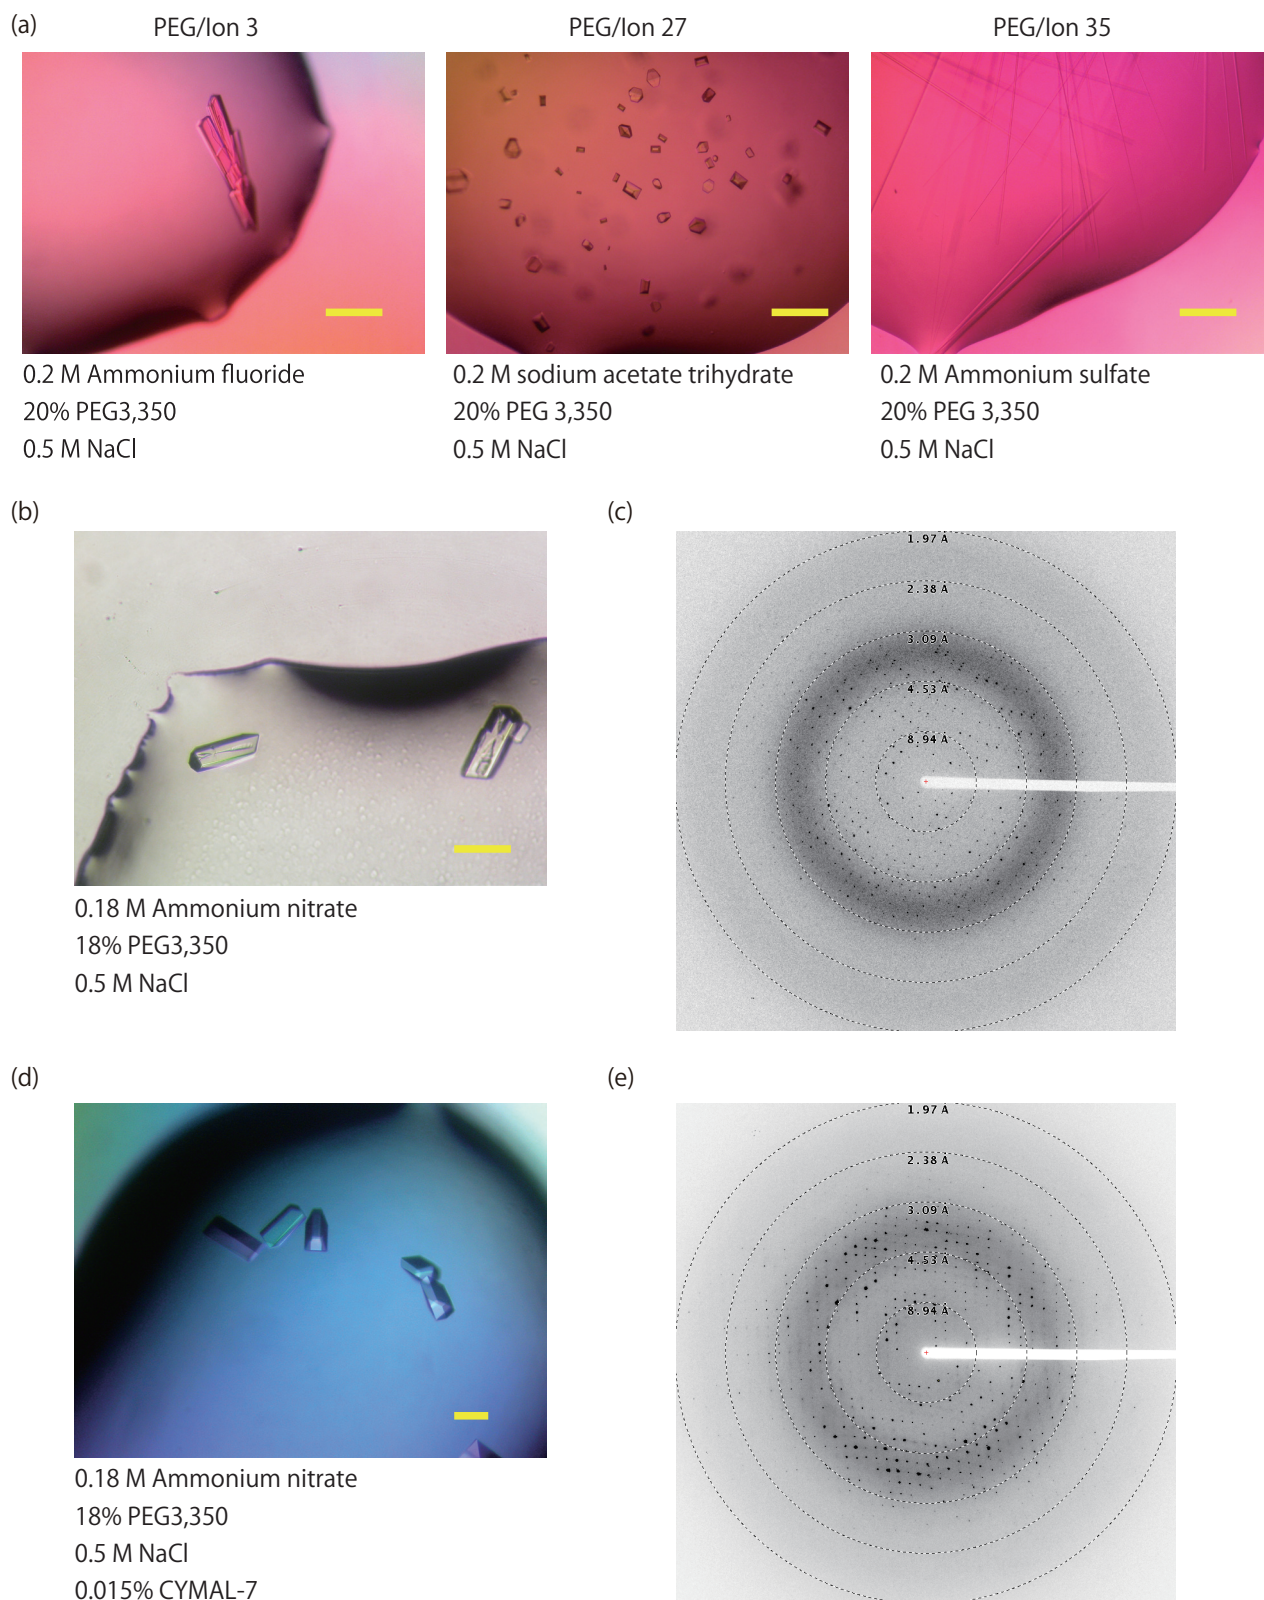 (a)
PEG/Ion 3
PEG/Ion 27
PEG/Ion 35
0.2 M Ammonium fluoride
20% PEG3,350
0.5 M NaCl
0.2 M sodium acetate trihydrate
20% PEG 3,350
0.5 M NaCl
0.2 M Ammonium sulfate
20% PEG 3,350
0.5 M NaCl
(b)
0.18 M Ammonium nitrate
18% PEG3,350
0.5 M NaCl
(c)
1.97 Å
2.38 Å
3.09 Å
4.53 Å
8.94 Å
(d)
0.18 M Ammonium nitrate
18% PEG3,350
0.5 M NaCl
0.015% CYMAL-7
(e)
1.97 Å
2.38 Å
3.09 Å
4.53 Å
8.94 Å